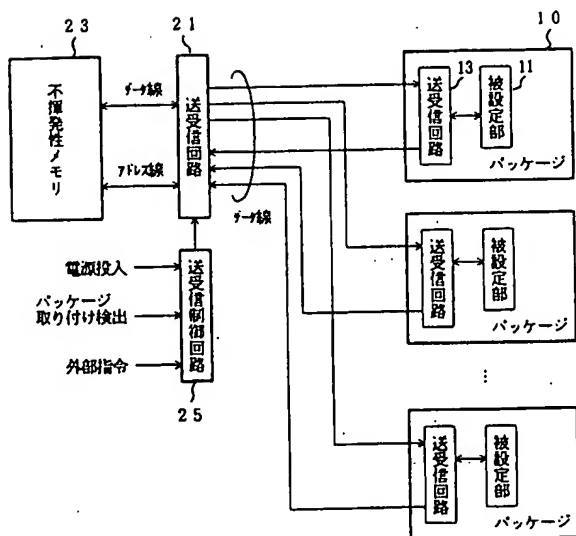 23
不揮発性メモリ
データ線
アドレス線
21
送受信回路
データ線
電源投入
パッケージ
取り付け検出
外部指令
送受信制御回路
25
10
送受信回路
13
被設定部
11
パッケージ
送受信回路
被設定部
パッケージ
⋮
送受信回路
被設定部
パッケージ